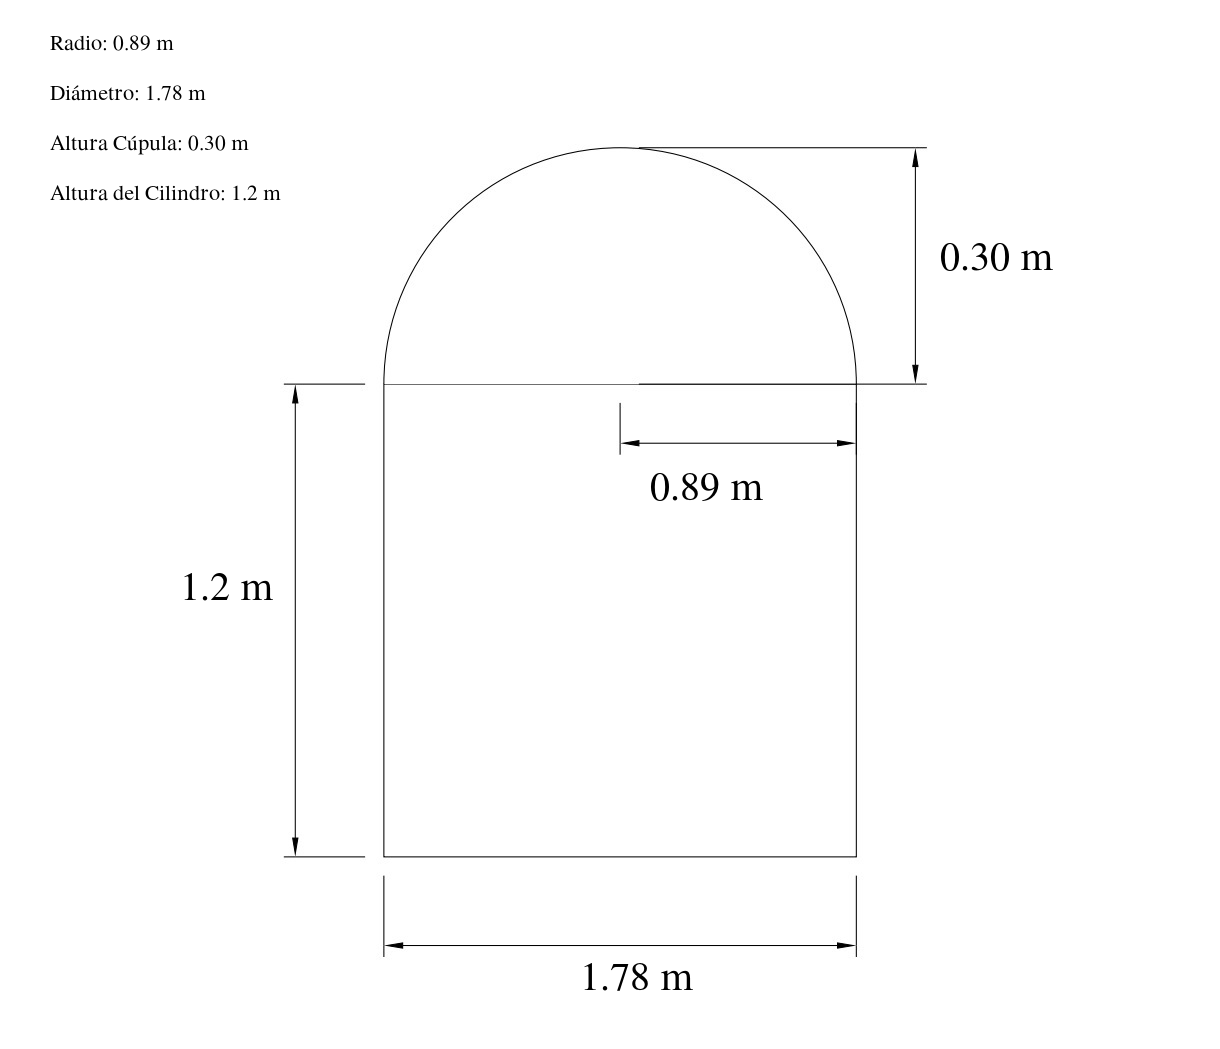 Radio: 0.89 m
Diámetro: 1.78 m
Altura Cúpula: 0.30 m
Altura del Cilindro: 1.2 m
0.30 m
0.89 m
1.2 m
1.78 m